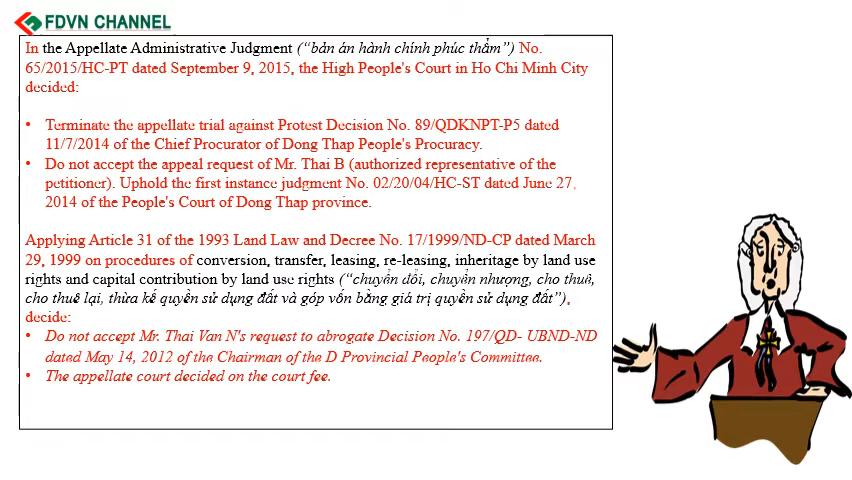 FDVN CHANNEL
In the Appellate Administrative Judgment (“bản án hành chính phúc thẩm”) No.
65/2015/HC-PT dated September 9, 2015, the High People's Court in Ho Chi Minh City
decided:
• Terminate the appellate trial against Protest Decision No. 89/QDKNPT-P5 dated
11/7/2014 of the Chief Procurator of Dong Thap People's Procuracy.
• Do not accept the appeal request of Mr. Thai B (authorized representative of the
petitioner). Uphold the first instance judgment No. 02/20/04/HC-ST dated June 27,
2014 of the People's Court of Dong Thap province.
Applying Article 31 of the 1993 Land Law and Decree No. 17/1999/ND-CP dated March
29, 1999 on procedures of conversion, transfer, leasing, re-leasing, inheritage by land use
rights and capital contribution by land use rights (“chuyển đổi, chuyển nhượng, cho thuê,
cho thuê lại, thừa kế quyền sử dụng đất và góp vốn bằng giá trị quyền sử dụng đất”),
decide:
• Do not accept Mr. Thai Van N's request to abrogate Decision No. 197/QD- UBND-ND
dated May 14, 2012 of the Chairman of the D Provincial People's Committee.
• The appellate court decided on the court fee.